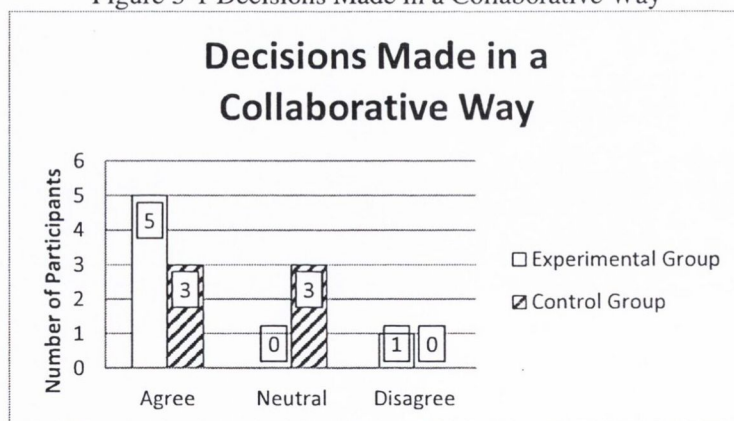 Figure 3-1 Decisions Made in a Collaborative Way
Decisions Made in a
Collaborative Way
Number of Participants
6
5
4
3
2
1
0
5
3
0
3
1
0
Agree Neutral Disagree
Experimental Group
Control Group